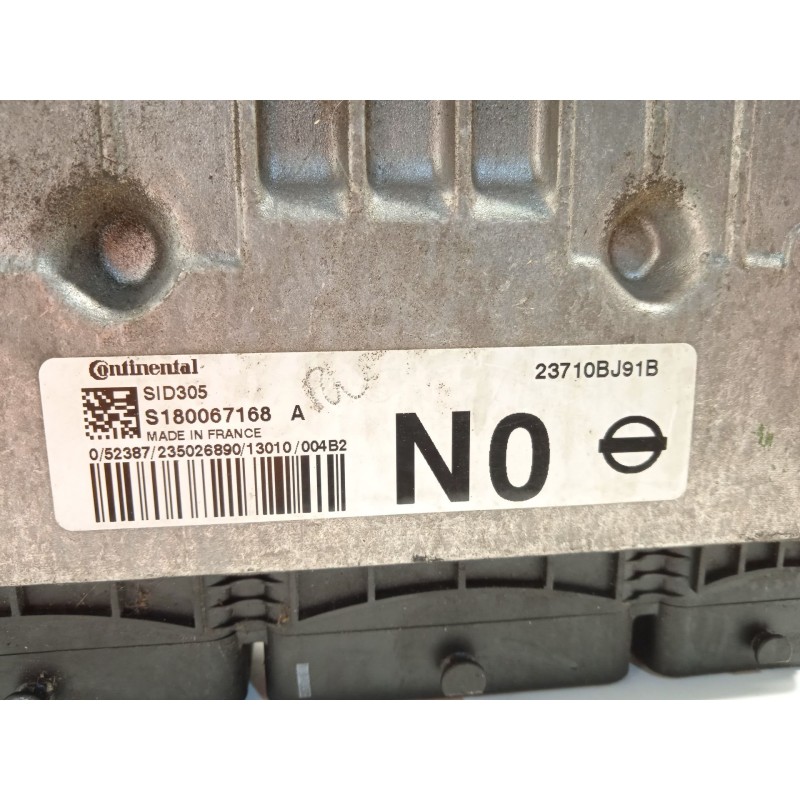 Continental
SID305
S180067168 A
MADE IN FRANCE
0/52387/235026890/13010/004B2
23710BJ91B
N0